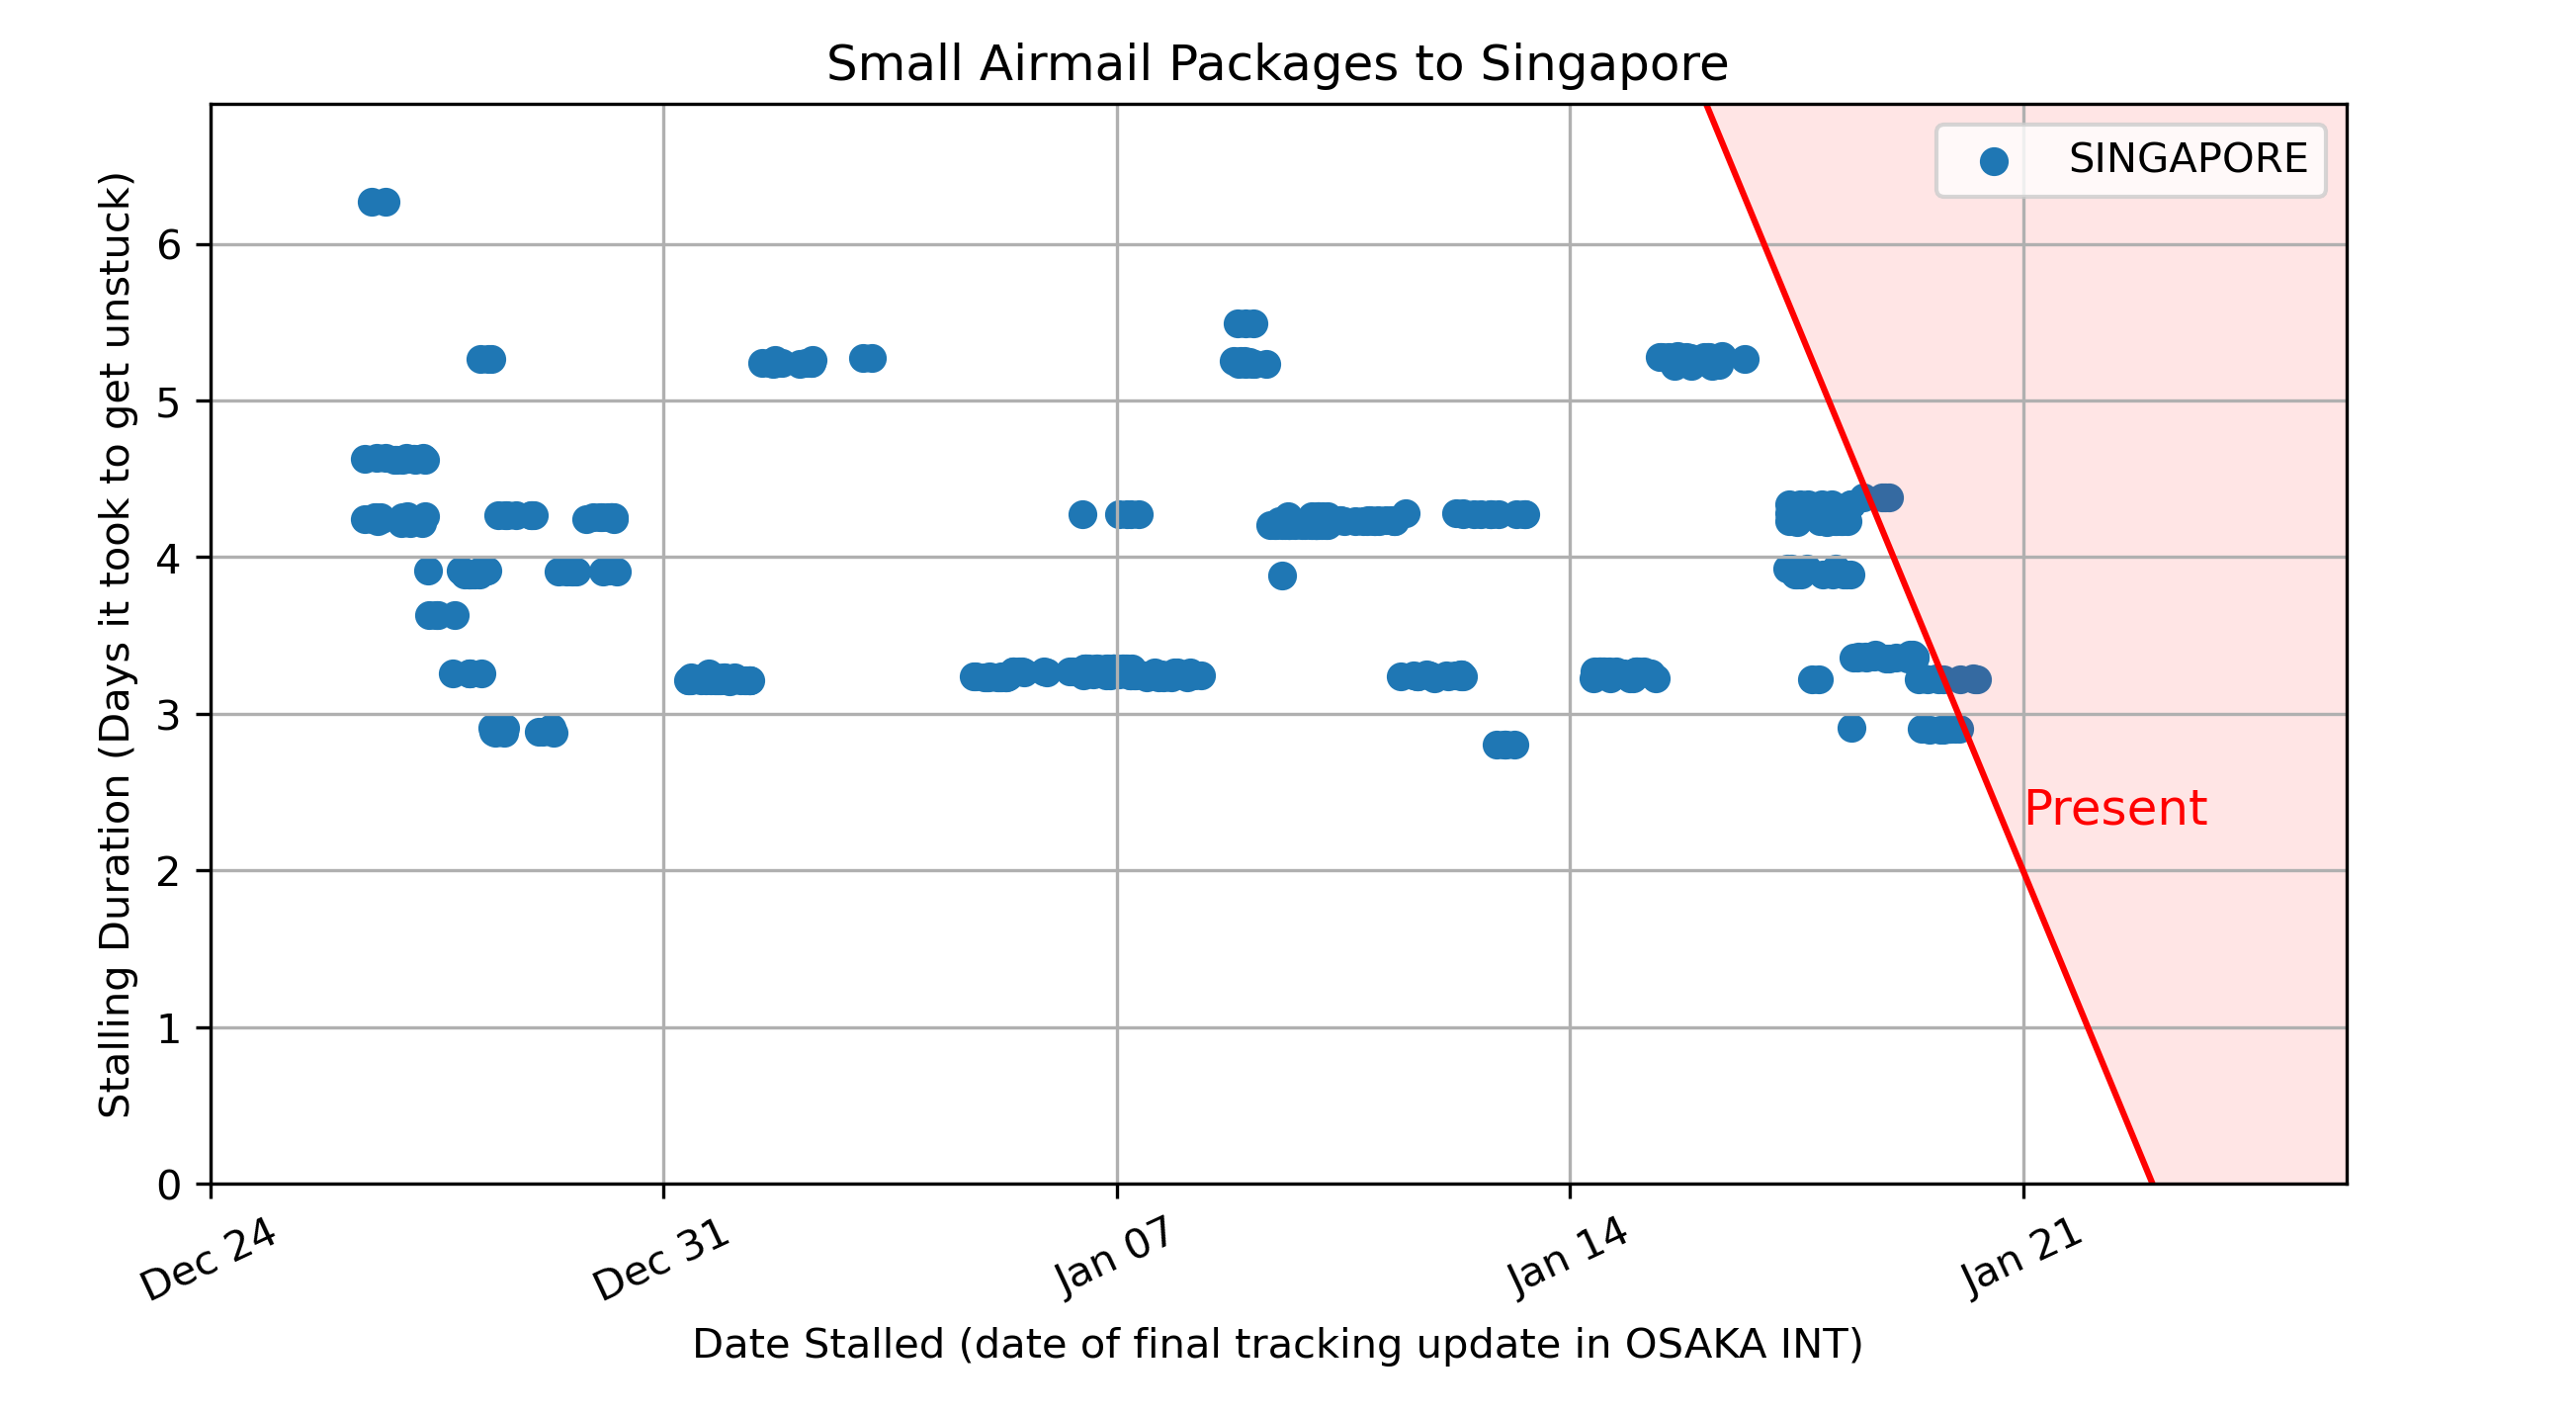 Small Airmail Packages to Singapore
SINGAPORE
Stalling Duration (Days it took to get unstuck)
6
5
4
3
2
1
0
Present
Dec 24
Dec 31
Jan 07
Jan 14
Jan 21
Date Stalled (date of final tracking update in OSAKA INT)